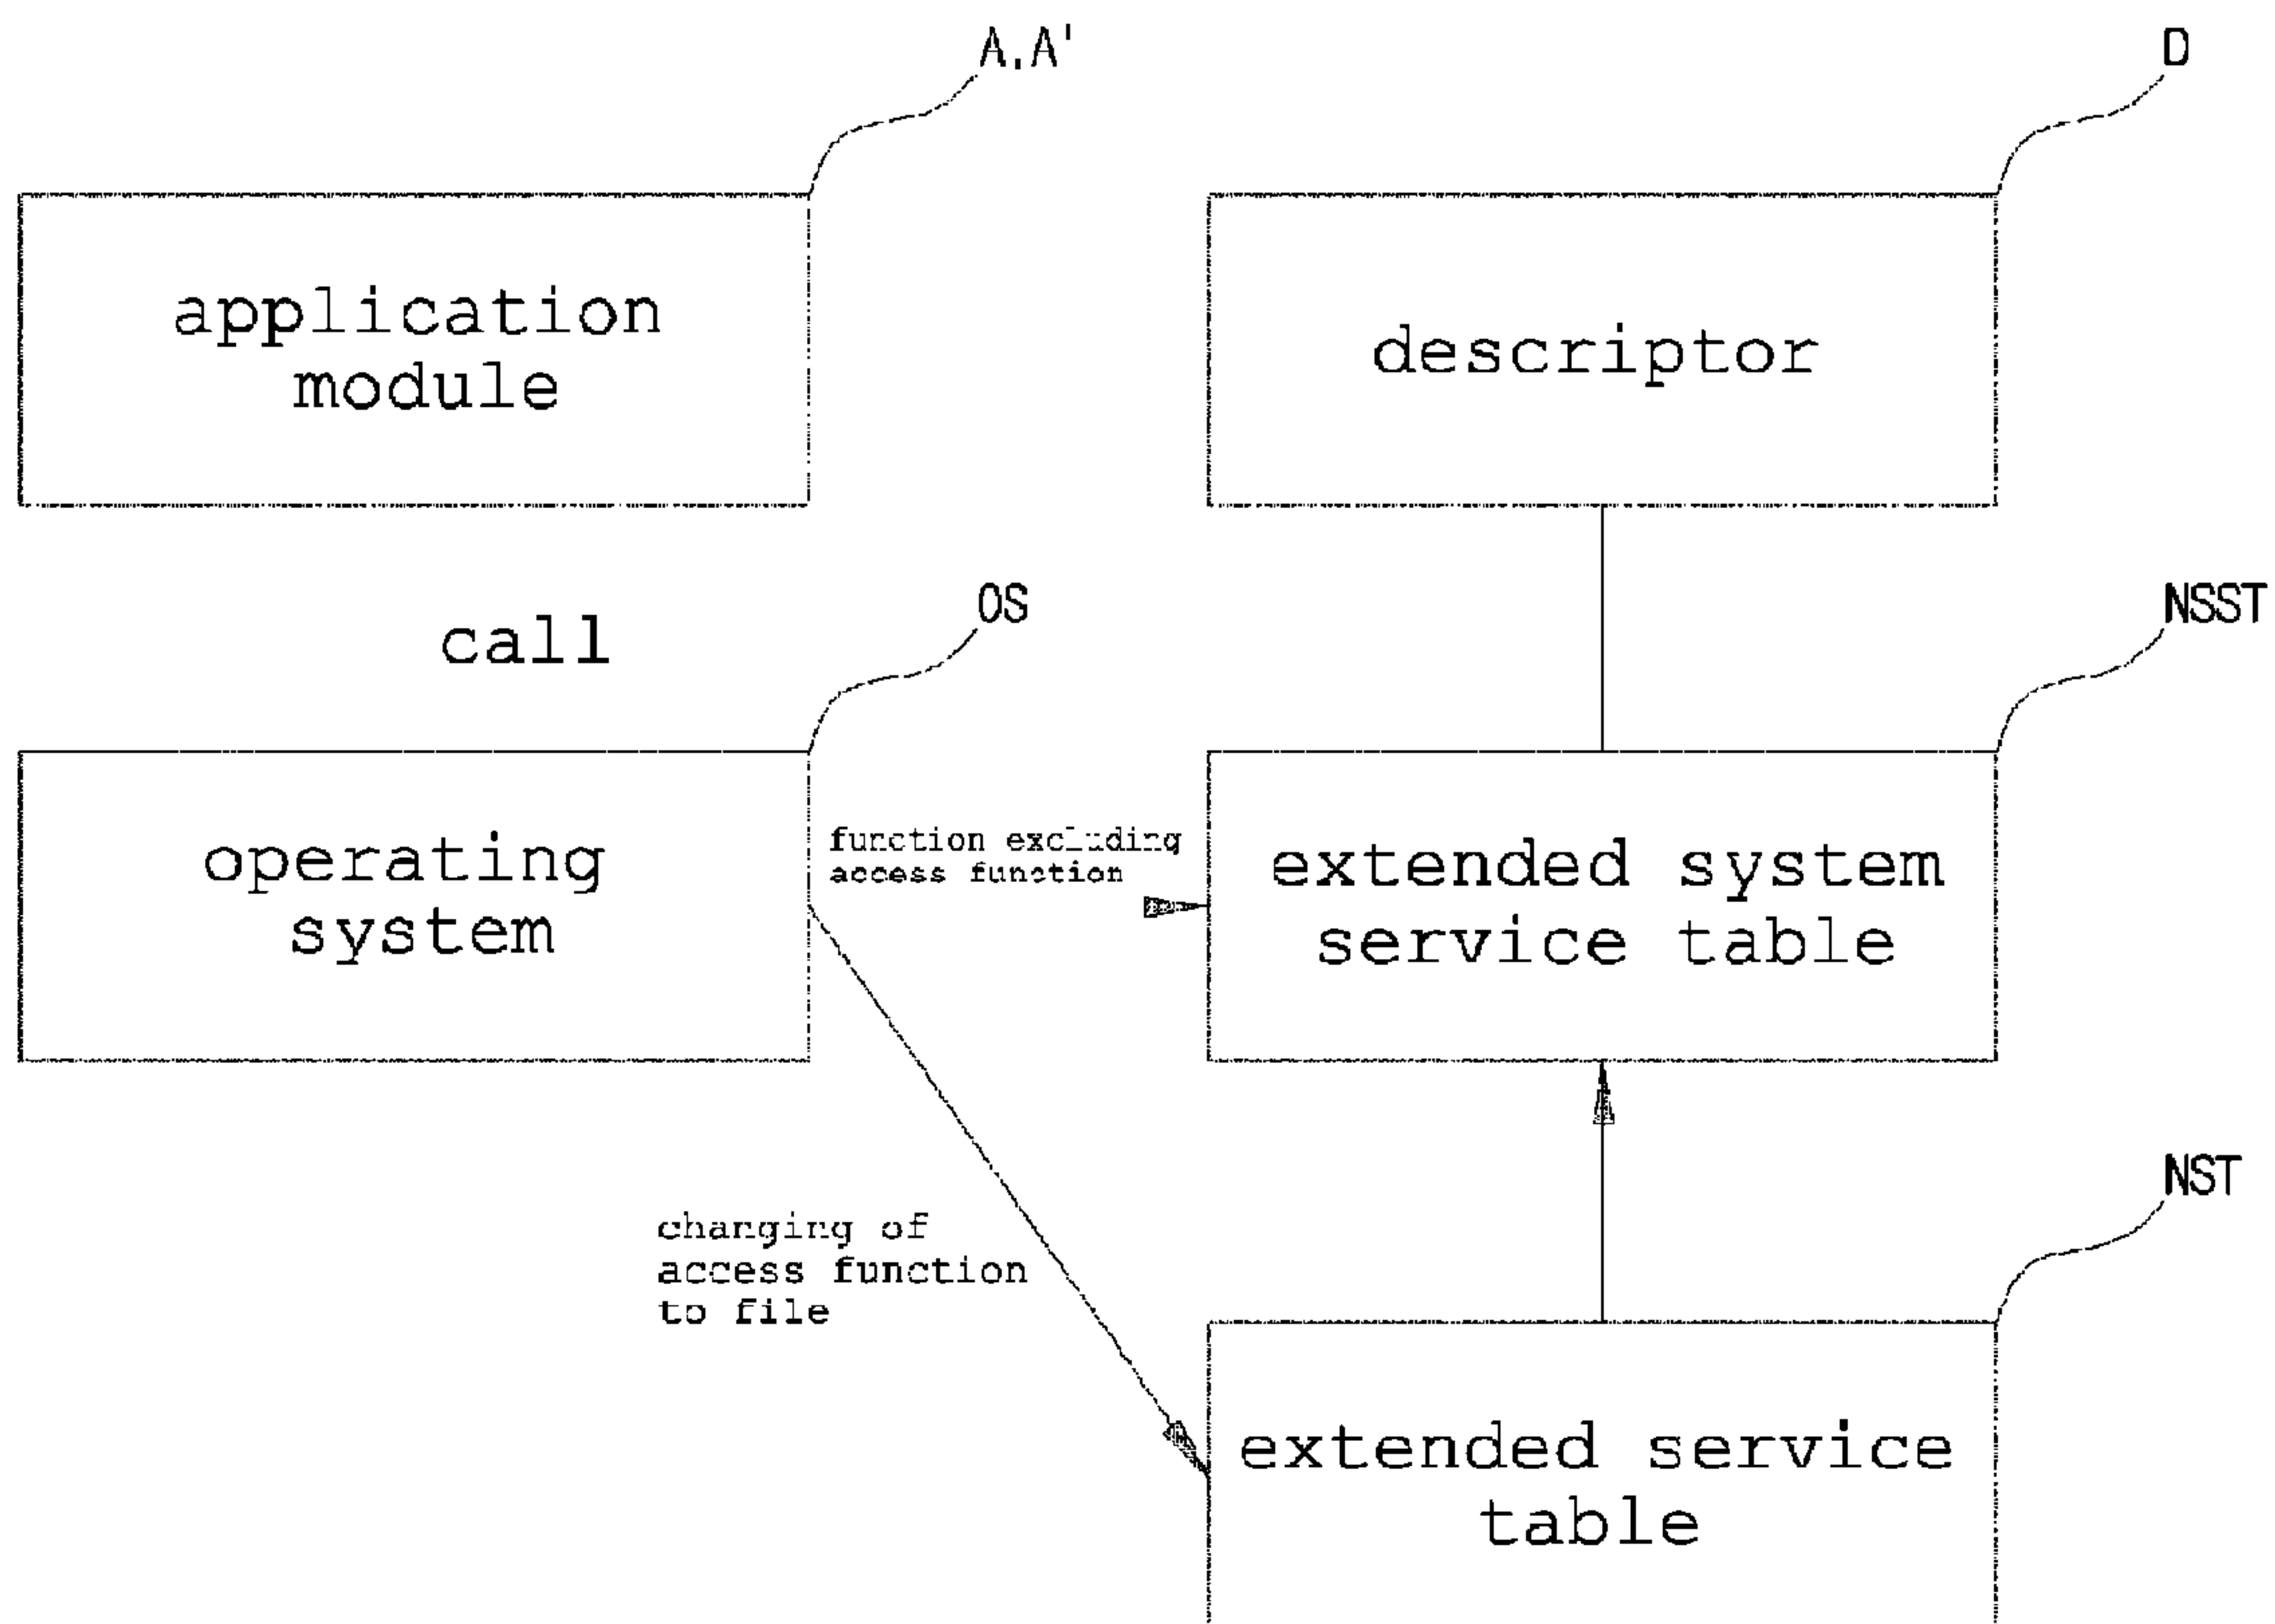 A.A'
D
application
module
descriptor
call
OS
NSST
operating
system
function excluding
access function
extended system
service table
changing of
access function
to file
NST
extended service
table